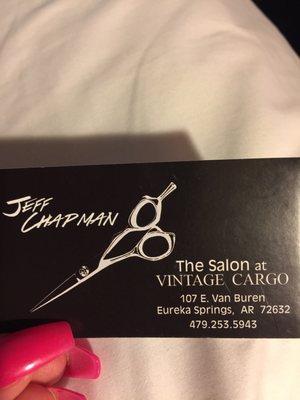 JEFF
CHAPMAN
The Salon at
VINTAGE CARGO
107 E. Van Buren
Eureka Springs, AR 72632
479.253.5943